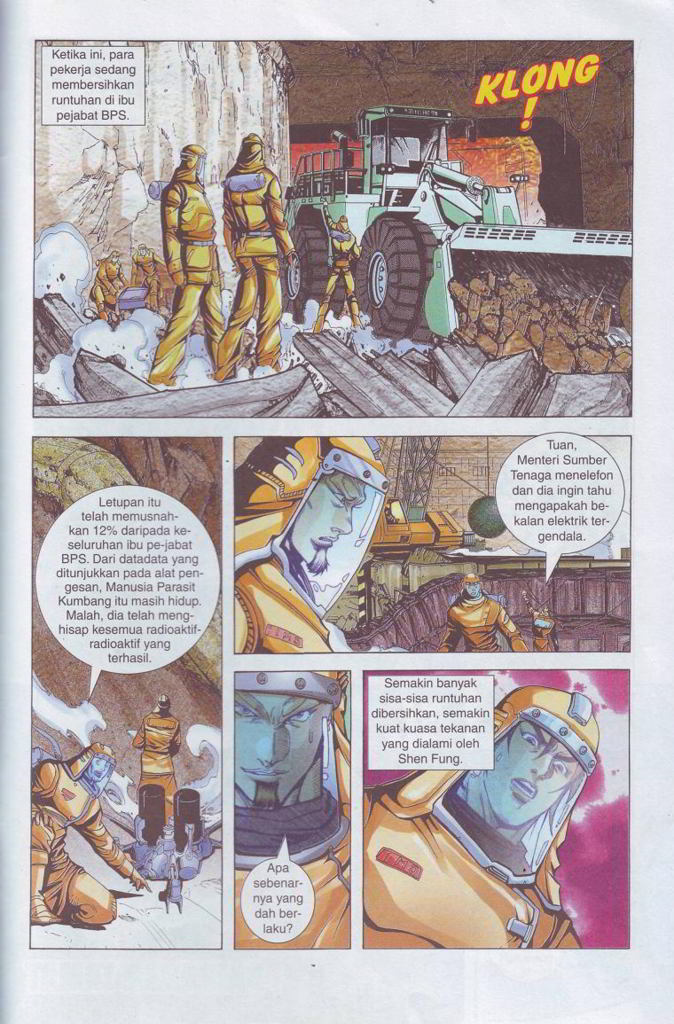 Ketika ini, para
pekerja sedang
membersihkan
runtuhan di ibu
pejabat BPS.
KLONG
!
Letupan itu
telah memusnah-
kan 12% daripada ke-
seluruhan ibu pe-jabat
BPS. Dari datadata yang
ditunjukkan pada alat pen-
gesan, Manusia Parasit
Kumbang itu masih hidup.
Malah, dia telah meng-
hisap kesemua radioaktif-
radioaktif yang
terhasil.
Tuan,
Menteri Sumber
Tenaga menelefon
dan dia ingin tahu
mengapakah be-
kalan elektrik ter-
gendala.
Apa
sebenar-
nya yang
dah ber-
laku?
Semakin banyak
sisa-sisa runtuhan
dibersihkan, semakin
kuat kuasa tekanan
yang dialami oleh
Shen Fung.